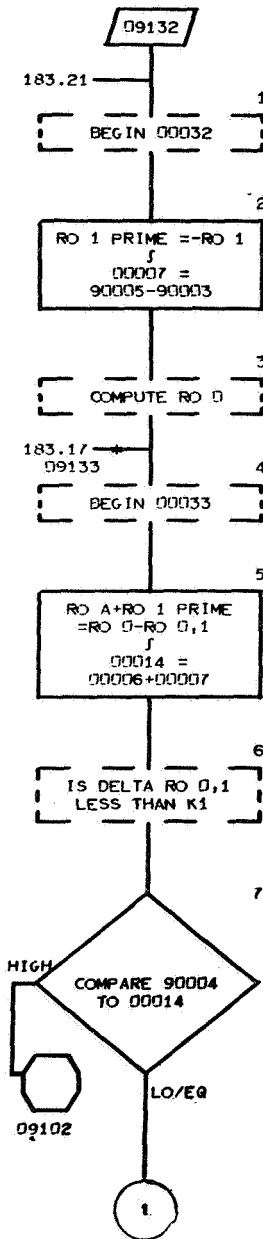 09132
183.21
1
BEGIN 00032
2
RO 1 PRIME =-RO 1
∫
00007 =
90005-90003
3
COMPUTE RO 0
183.17
09133
4
BEGIN 00033
5
RO A+RO 1 PRIME
=RO 0-RO 0,1
∫
00014 =
00006+00007
6
IS DELTA RO 0,1
LESS THAN K1
7
HIGH
COMPARE 90004
TO 00014
09102
LO/EQ
1